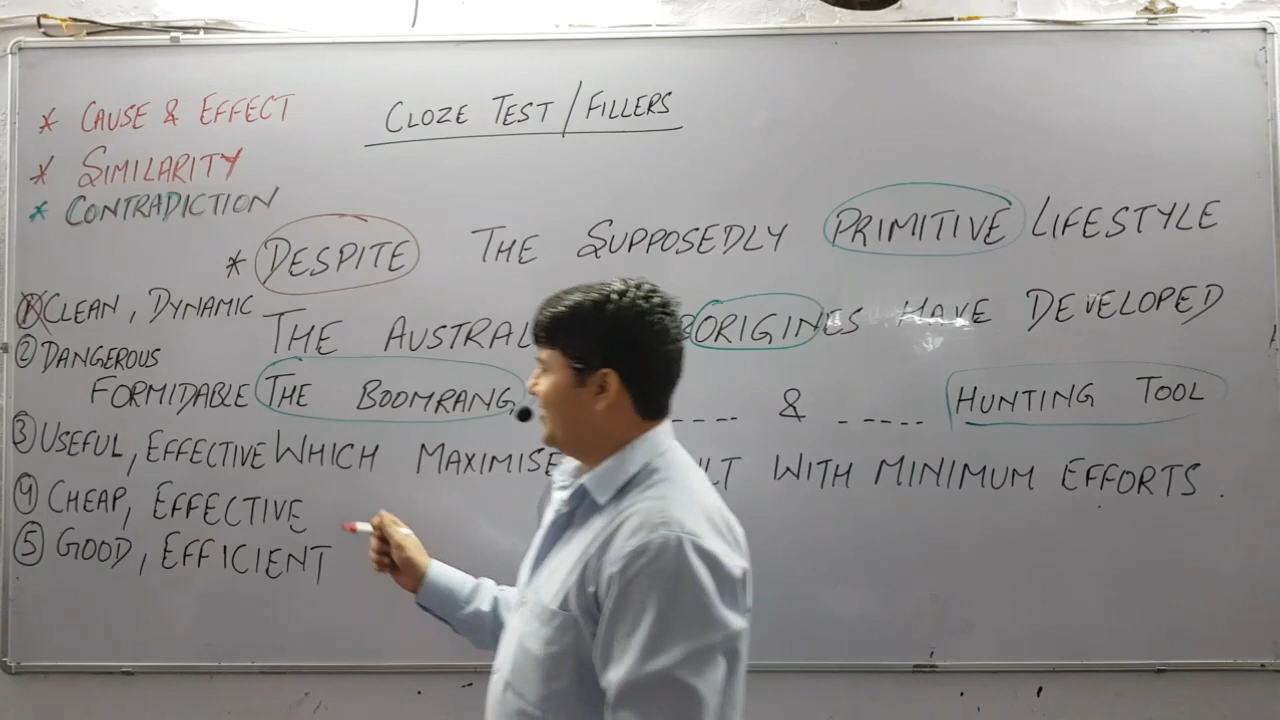 * CAUSE & EFFECT
* SIMILARITY
* CONTRADICTION
CLOZE TEST / FILLERS
* DESPITE THE SUPPOSEDLY PRIMITIVE LIFESTYLE
THE AUSTRAL ORIGINES HAVE DEVELOPED
THE BOOMRANG, ---- & ----- HUNTING TOOL
WHICH MAXIMISE WITH MINIMUM EFFORTS.
① CLEAN, DYNAMIC
② DANGEROUS
FORMIDABLE
③ USEFUL, EFFECTIVE
④ CHEAP, EFFECTIVE
⑤ GOOD, EFFICIENT